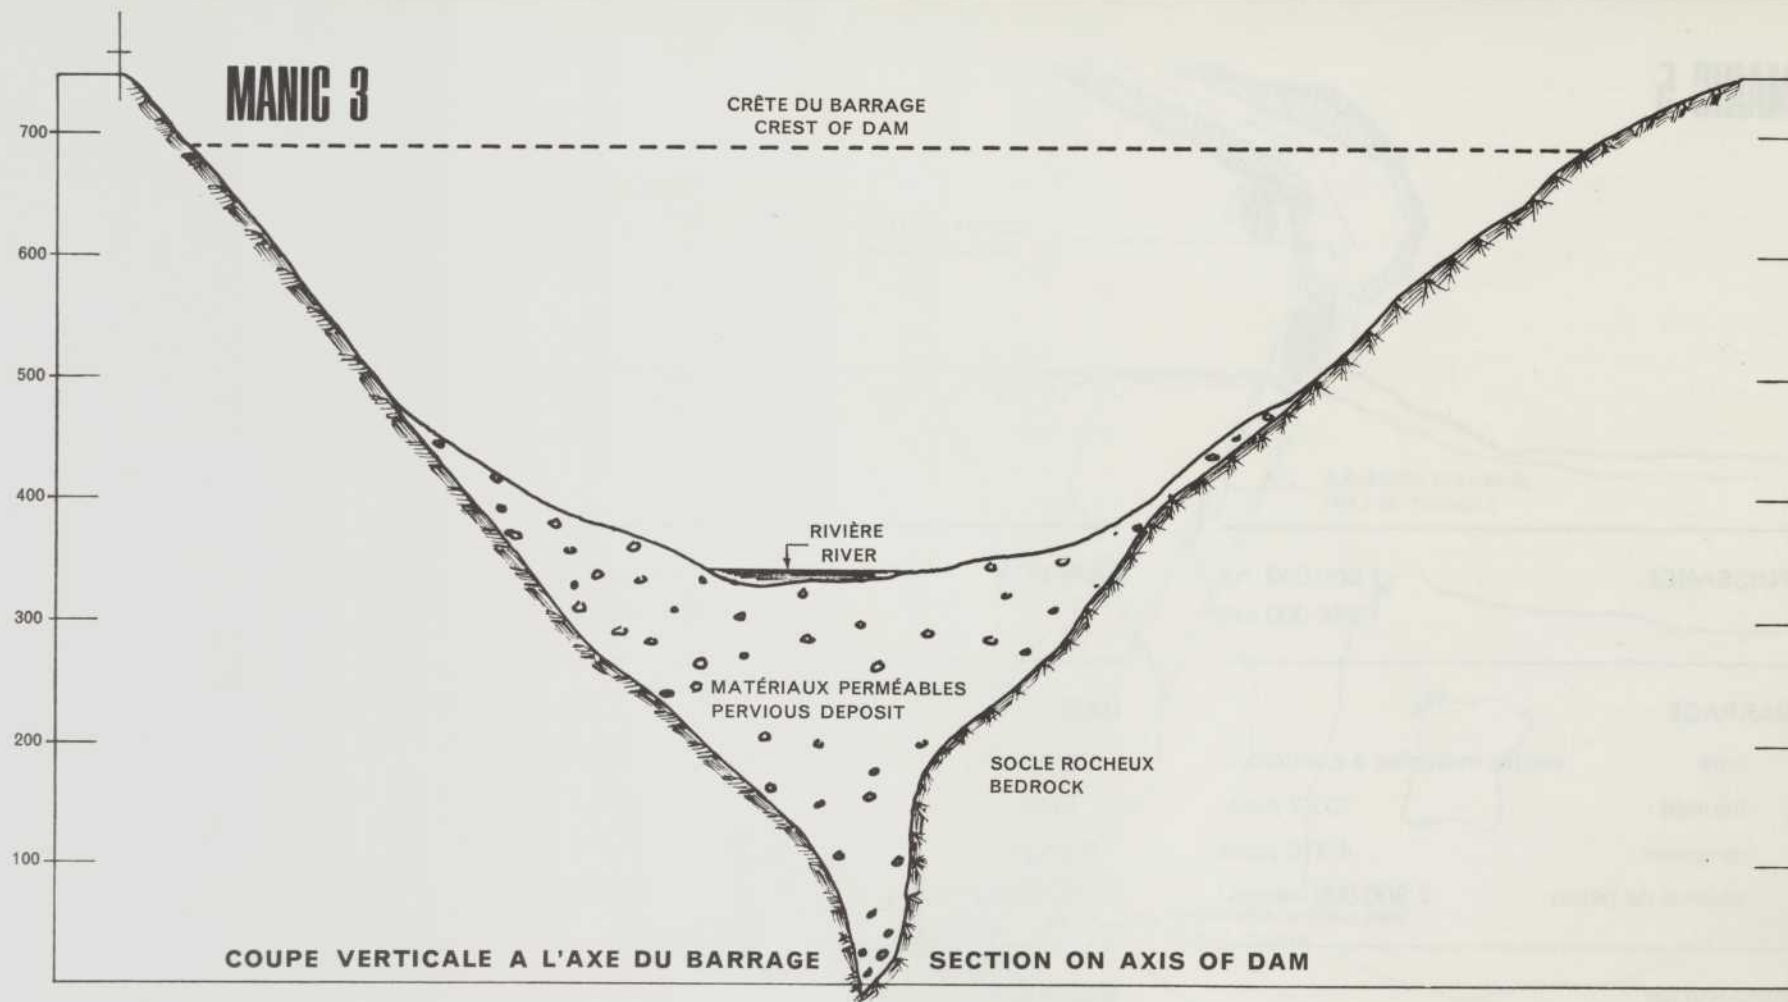 MANIC 3
CRÊTE DU BARRAGE
CREST OF DAM
700
600
500
400
300
200
100
RIVIÈRE
RIVER
MATÉRIAUX PERMÉABLES
PERVIOUS DEPOSIT
SOCLE ROCHEUX
BEDROCK
COUPE VERTICALE A L'AXE DU BARRAGE
SECTION ON AXIS OF DAM